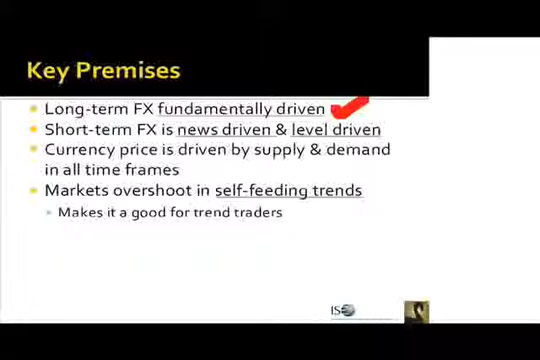 Key Premises
Long-term FX fundamentally driven
Short-term FX is news driven & level driven
Currency price is driven by supply & demand
in all time frames
Markets overshoot in self-feeding trends
Makes it a good for trend traders
ISE